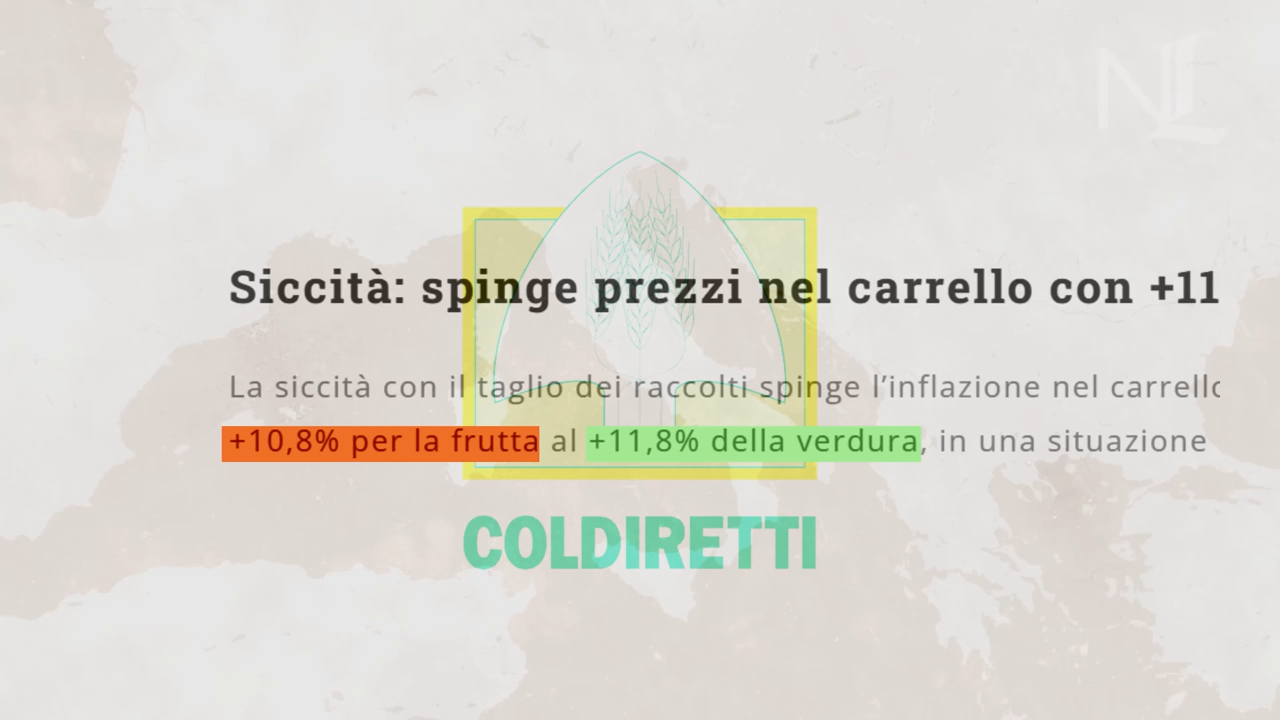 NL
Siccità: spinge prezzi nel carrello con +11
La siccità con il taglio dei raccolti spinge l'inflazione nel carrello
+10,8% per la frutta al +11,8% della verdura, in una situazione
COLDIRETTI